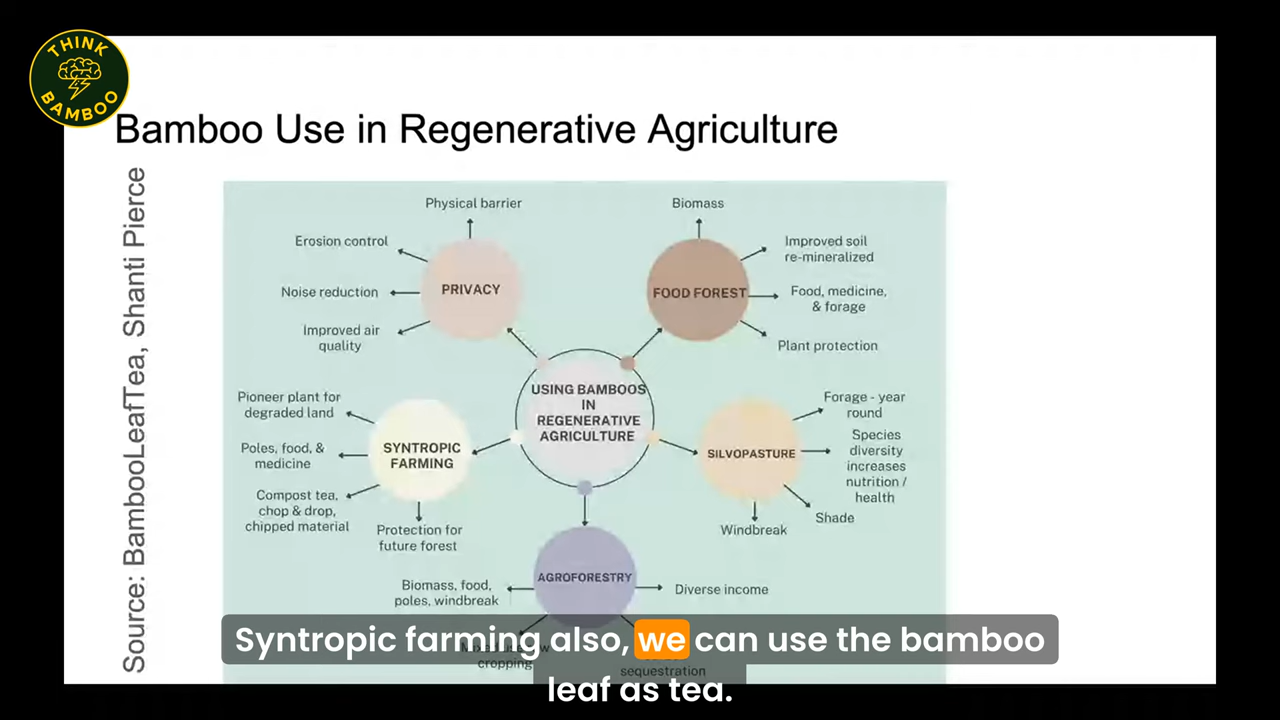 THINK
BAMBOO
Bamboo Use in Regenerative Agriculture
Source: BambooLeafTea, Shanti Pierce
Physical barrier
Erosion control
Noise reduction
Improved air
quality
PRIVACY
Biomass
Improved soil
re-mineralized
Food, medicine,
& forage
Plant protection
FOOD FOREST
USING BAMBOOS
IN
REGENERATIVE
AGRICULTURE
Pioneer plant for
degraded land
Poles, food, &
medicine
Compost tea,
chop & drop,
chipped material
Protection for
future forest
SYNTROPIC
FARMING
SILVOPASTURE
Forage - year
round
Species
diversity
increases
nutrition /
health
Shade
Windbreak
AGROFORESTRY
Biomass, food,
poles, windbreak
Diverse income
cropping
sequestration
Syntropic farming also, we can use the bamboo
leaf as tea.